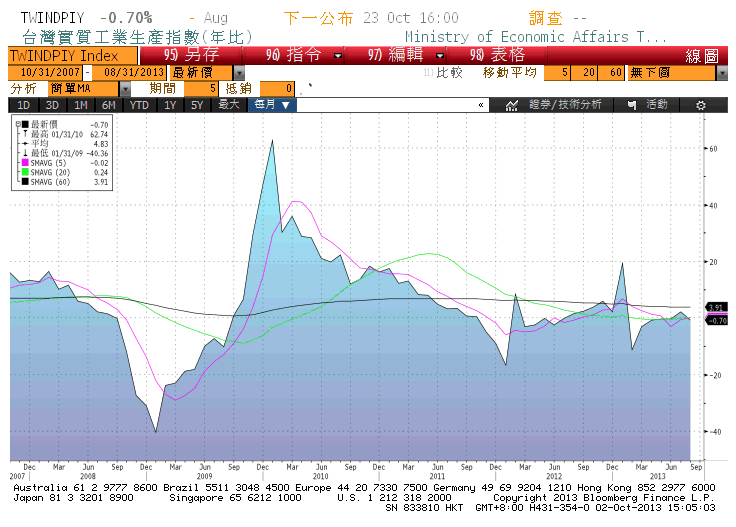 TWINDPIY -0.70% - Aug 下一公布 23 Oct 16:00 調查 --
台灣實質工業生產指數(年比) Ministry of Economic Affairs T...
TWINDPIY Index 95) 另存 96) 指令 97) 編輯 98) 表格 線圖
10/31/2007 - 08/31/2013 最新價 比較 移動平均 5 20 60 無下價
分析 簡單MA 期間 5 抵銷 0
1D 3D 1M 6M YTD 1Y 5Y 最大 每月 ▼ « 證券/技術分析 活動
最新價 -0.70
最高 01/31/10 62.74
平均 4.83
最低 01/31/09 -40.36
SMAVG (5) -0.02
SMAVG (20) 0.24
SMAVG (60) 3.91
60
40
20
3.91
-0.70
-20
-40
Dec Mar Jun Sep Dec Mar Jun Sep Dec Mar Jun Sep Dec Mar Jun Sep Dec Mar Jun Sep Dec Mar Jun Sep
2007 2008 2009 2010 2011 2012 2013
Australia 61 2 9777 8600 Brazil 5511 3048 4500 Europe 44 20 7330 7500 Germany 49 69 9204 1210 Hong Kong 852 2977 6000
Japan 81 3 3201 8900 Singapore 65 6212 1000 U.S. 1 212 318 2000 Copyright 2013 Bloomberg Finance L.P.
SN 833810 HKT GMT+8:00 H431-354-0 02-Oct-2013 15:05:03